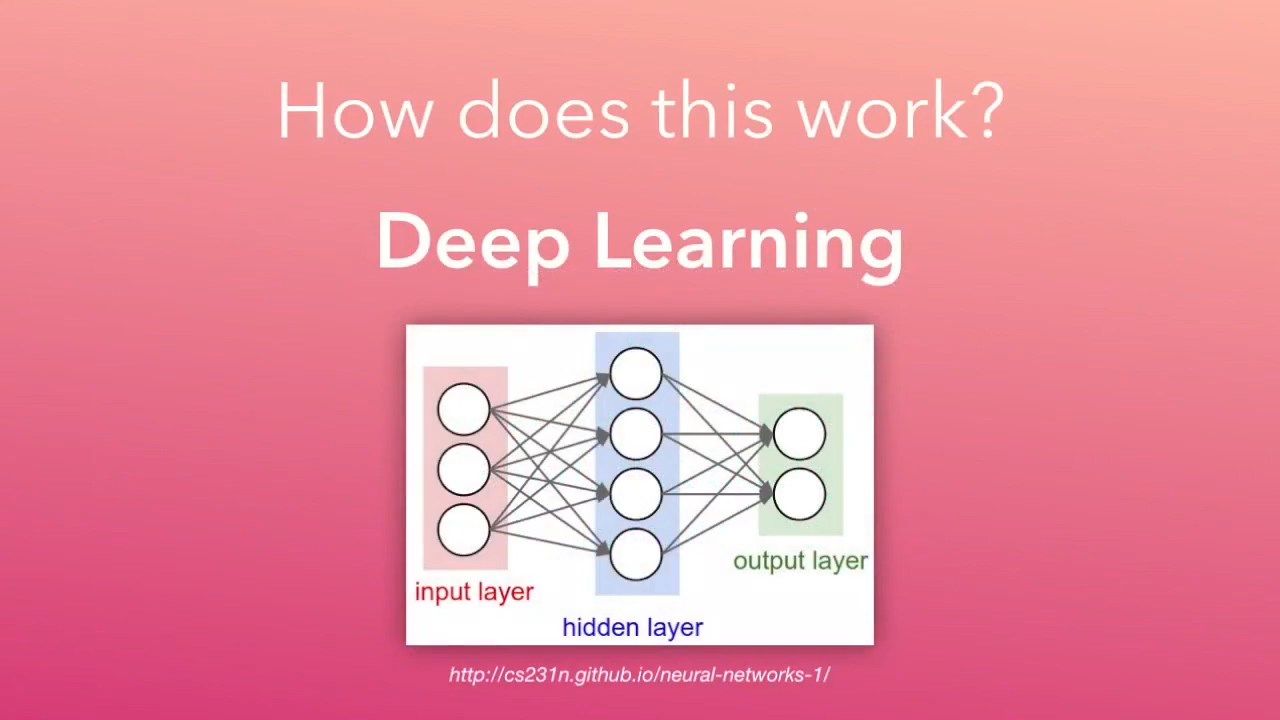 How does this work?
Deep Learning
input layer
hidden layer
output layer
http://cs231n.github.io/neural-networks-1/